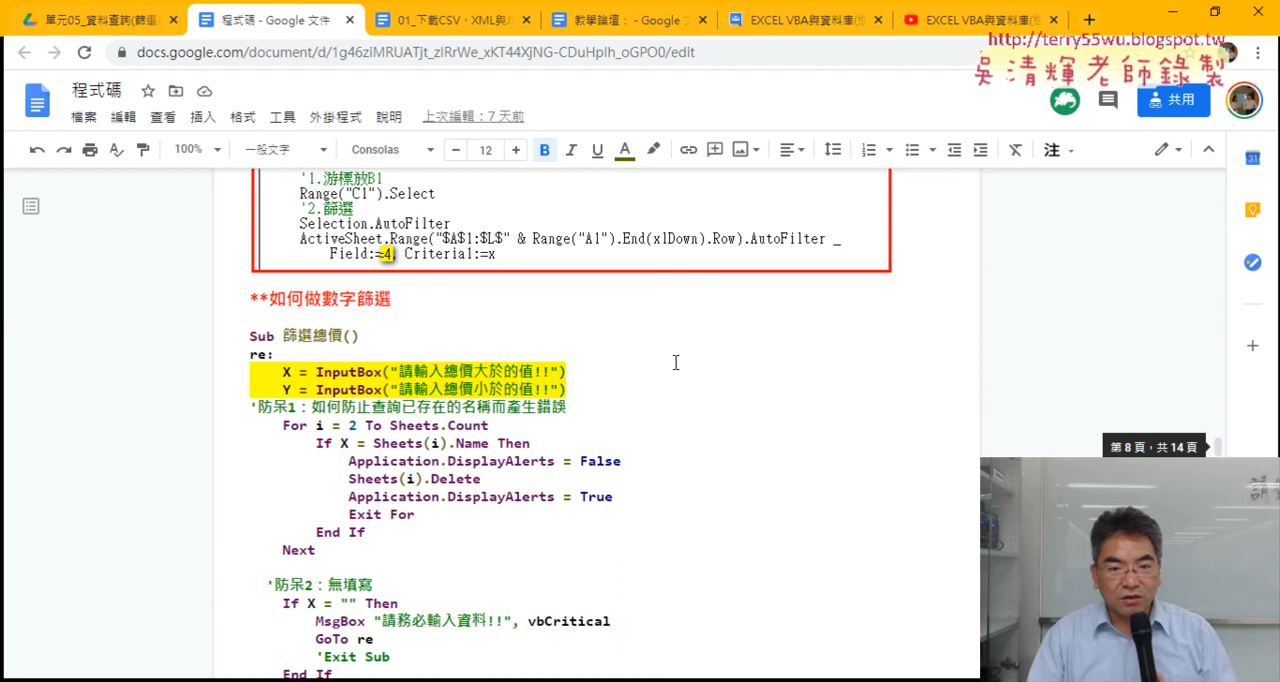 單元05_資料查詢(篩選
程式碼 - Google 文件
01_下載CSV、XML與J
教學論壇： - Google
EXCEL VBA與資料庫(
EXCEL VBA與資料庫(
docs.google.com/document/d/1g46ziMRUATjt_zlRrWe_xKT44XjNG-CDuHplh_oGPO0/edit
http://terry55wu.blogspot.tw
吳清輝老師錄製
程式碼
共用
檔案 編輯 查看 插入 格式 工具 外掛程式 說明 上次編輯：7 天前
100% 一般文字 Consolas 12 B I U A 注
'1.游標放B1
Range("C1").Select
'2.篩選
Selection.AutoFilter
ActiveSheet.Range("$A$1:$L$" & Range("A1").End(xlDown).Row).AutoFilter _
Field:=4, Criteria1:=x
**如何做數字篩選
Sub 篩選總價()
re:
X = InputBox("請輸入總價大於的值!!")
Y = InputBox("請輸入總價小於的值!!")
'防呆1：如何防止查詢已存在的名稱而產生錯誤
For i = 2 To Sheets.Count
If X = Sheets(i).Name Then
Application.DisplayAlerts = False
Sheets(i).Delete
Application.DisplayAlerts = True
Exit For
End If
Next
'防呆2：無填寫
If X = "" Then
MsgBox "請務必輸入資料!!", vbCritical
GoTo re
'Exit Sub
End If
第 8 頁，共 14 頁